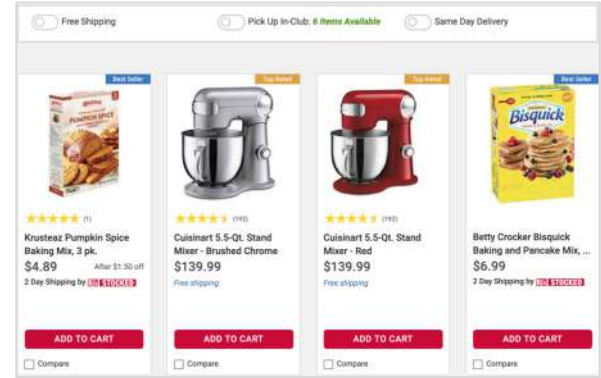 Free Shipping
Pick Up In-Club: 6 Items Available
Same Day Delivery
Best Seller
Krusteaz
PUMPKIN SPICE
(1)
Krusteaz Pumpkin Spice
Baking Mix, 3 pk.
$4.89 After $1.50 off
2 Day Shipping by STOCKED
ADD TO CART
Compare
Top Rated
(192)
Cuisinart 5.5-Qt. Stand
Mixer - Brushed Chrome
$139.99
Free shipping
ADD TO CART
Compare
Top Rated
(192)
Cuisinart 5.5-Qt. Stand
Mixer - Red
$139.99
Free shipping
ADD TO CART
Compare
Best Seller
Bisquick
Betty Crocker Bisquick
Baking and Pancake Mix, ...
$6.99
2 Day Shipping by STOCKED
ADD TO CART
Compare